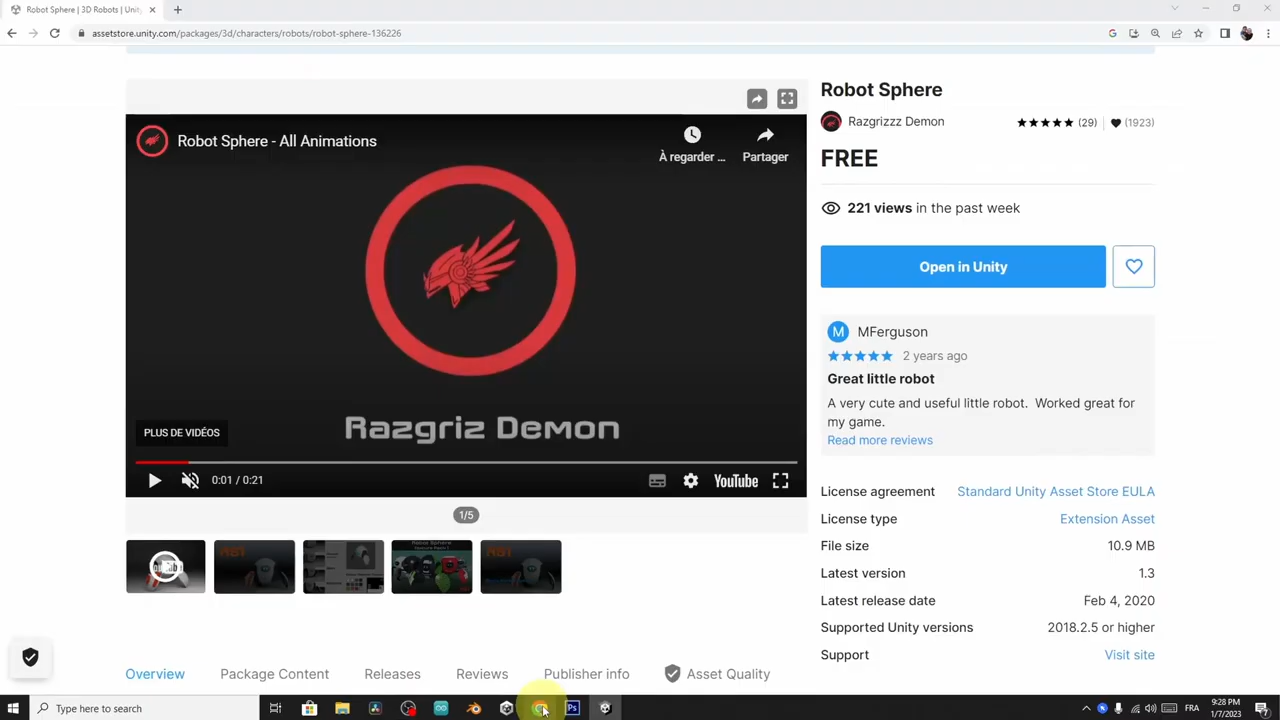 Robot Sphere | 3D Robots | Unit
assetstore.unity.com/packages/3d/characters/robots/robot-sphere-136226
Robot Sphere - All Animations
À regarder ...
Partager
Razgriz Demon
PLUS DE VIDÉOS
0:01 / 0:21
YouTube
1/5
Robot Sphere
Razgrizzz Demon
(29)
(1923)
FREE
221 views in the past week
Open in Unity
M
MFerguson
2 years ago
Great little robot
A very cute and useful little robot. Worked great for
my game.
Read more reviews
License agreement
Standard Unity Asset Store EULA
License type
Extension Asset
File size
10.9 MB
Latest version
1.3
Latest release date
Feb 4, 2020
Supported Unity versions
2018.2.5 or higher
Support
Visit site
Overview
Package Content
Releases
Reviews
Publisher info
Asset Quality
Type here to search
Ps
FRA
9:28 PM
1/7/2023